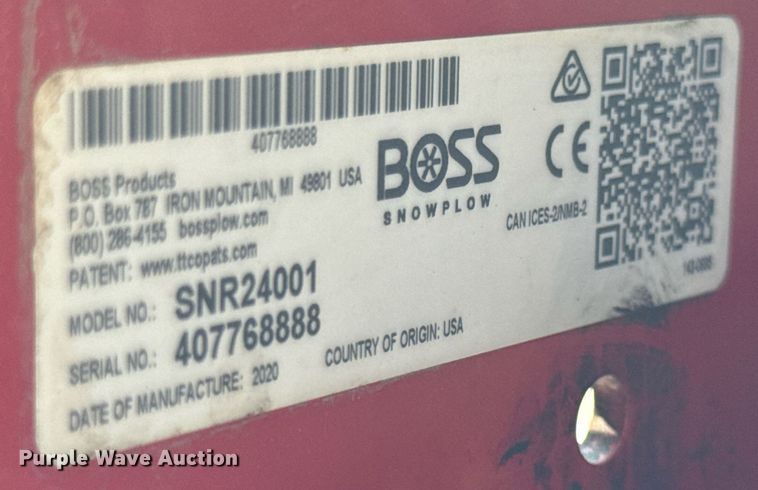 407768888
BOSS Products
P.O. Box 787 IRON MOUNTAIN, MI 49801 USA
(800) 286-4155 bossplow.com
PATENT: www.ttcopats.com
BOSS
SNOWPLOW
CE
CAN ICES-2/NMB-2
MODEL NO.: SNR24001
SERIAL NO.: 407768888
DATE OF MANUFACTURE: 2020
COUNTRY OF ORIGIN: USA
Purple Wave Auction